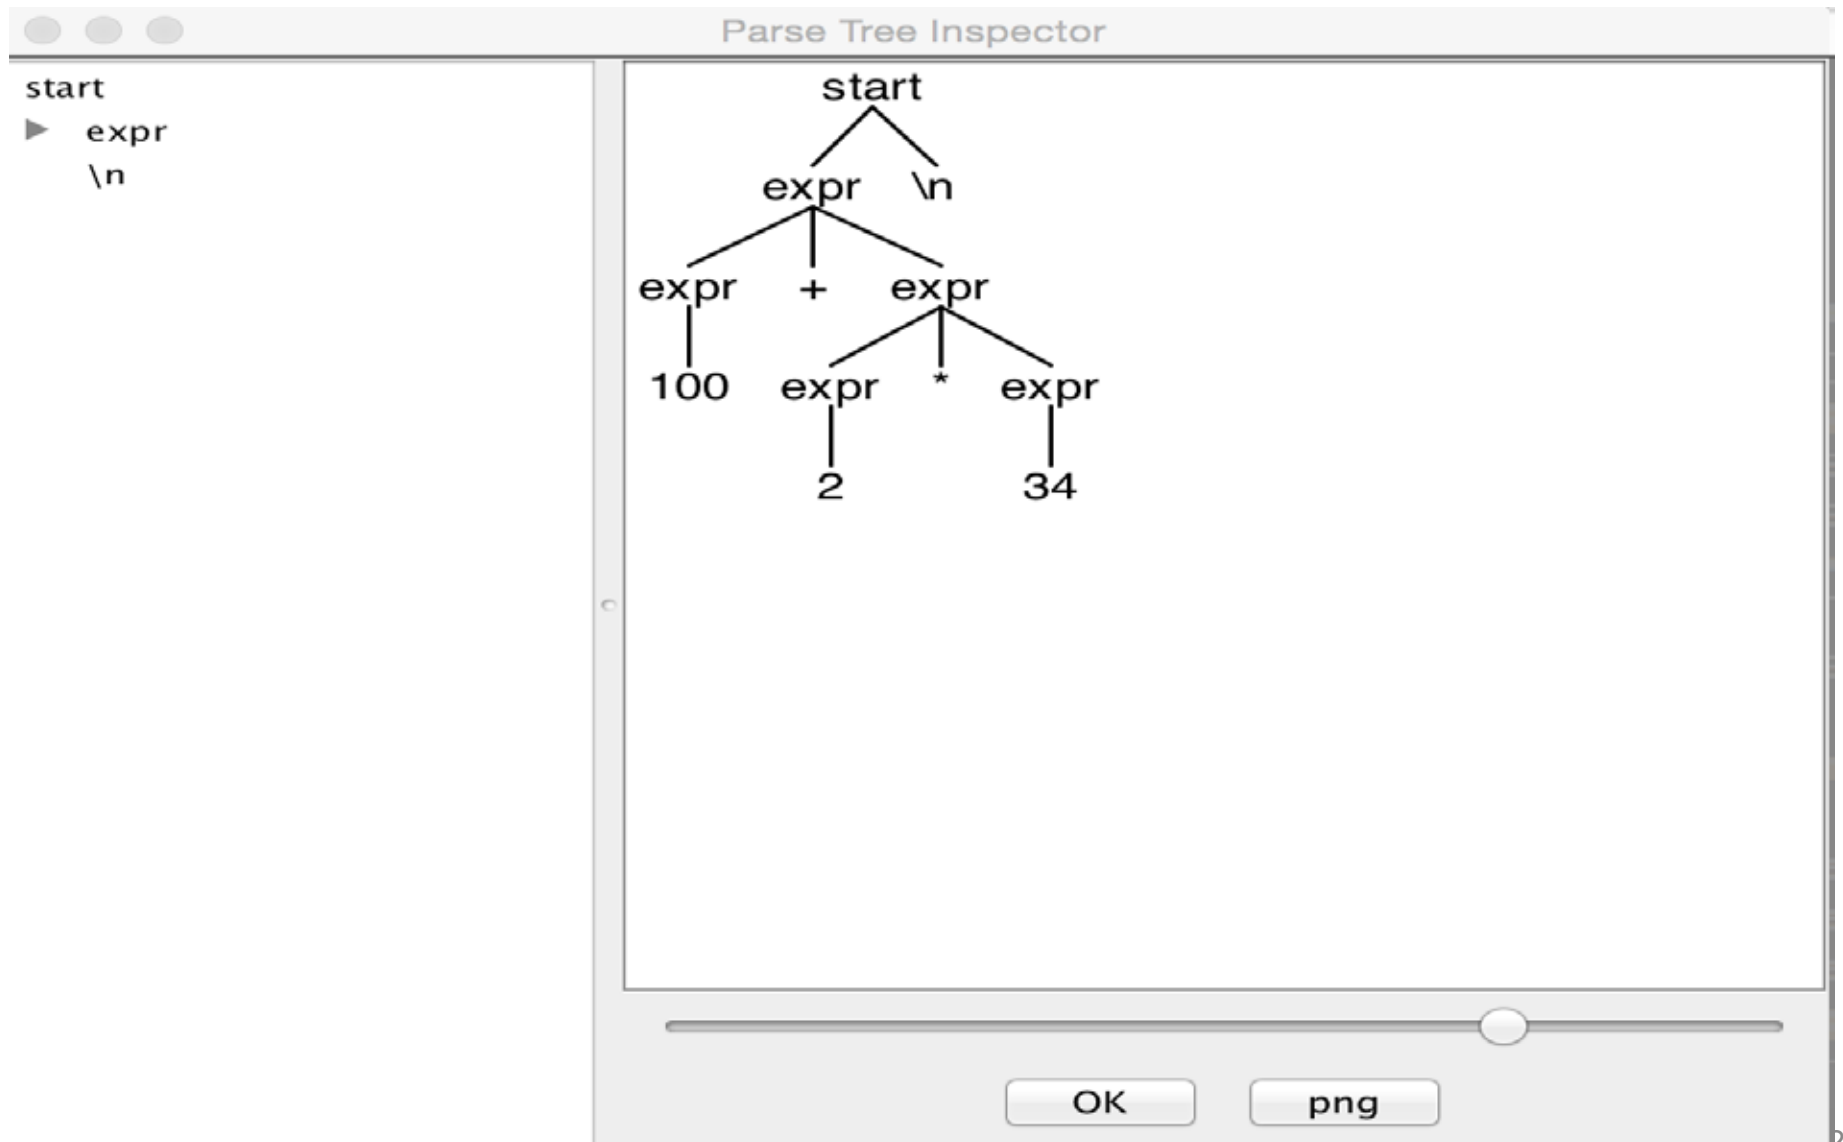 Parse Tree Inspector
start
expr
\n
start
expr \n
expr + expr
100 expr * expr
2 34
OK png